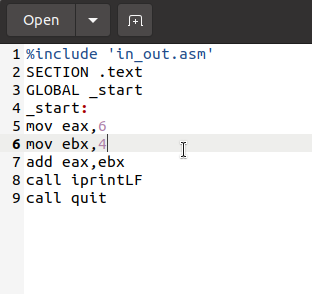 Open
1 %include 'in_out.asm'
2 SECTION .text
3 GLOBAL _start
4 _start:
5 mov eax,6
6 mov ebx,4
7 add eax,ebx
8 call iprintLF
9 call quit